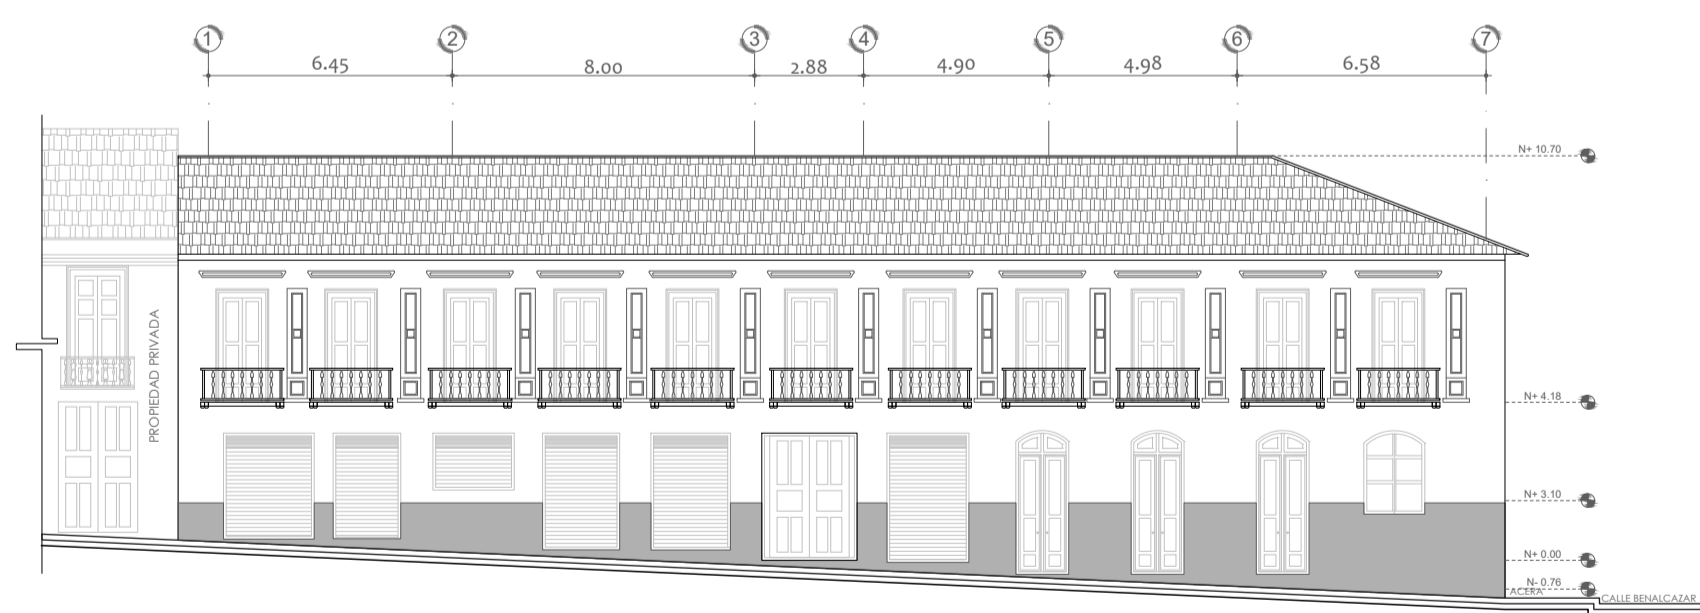 1 2 3 4 5 6 7
6.45 8.00 2.88 4.90 4.98 6.58
N+ 10.70
PROPIEDAD PRIVADA
N+ 4.18
N+ 3.10
N+ 0.00
N- 0.76
ACERA
CALLE BENALCAZAR